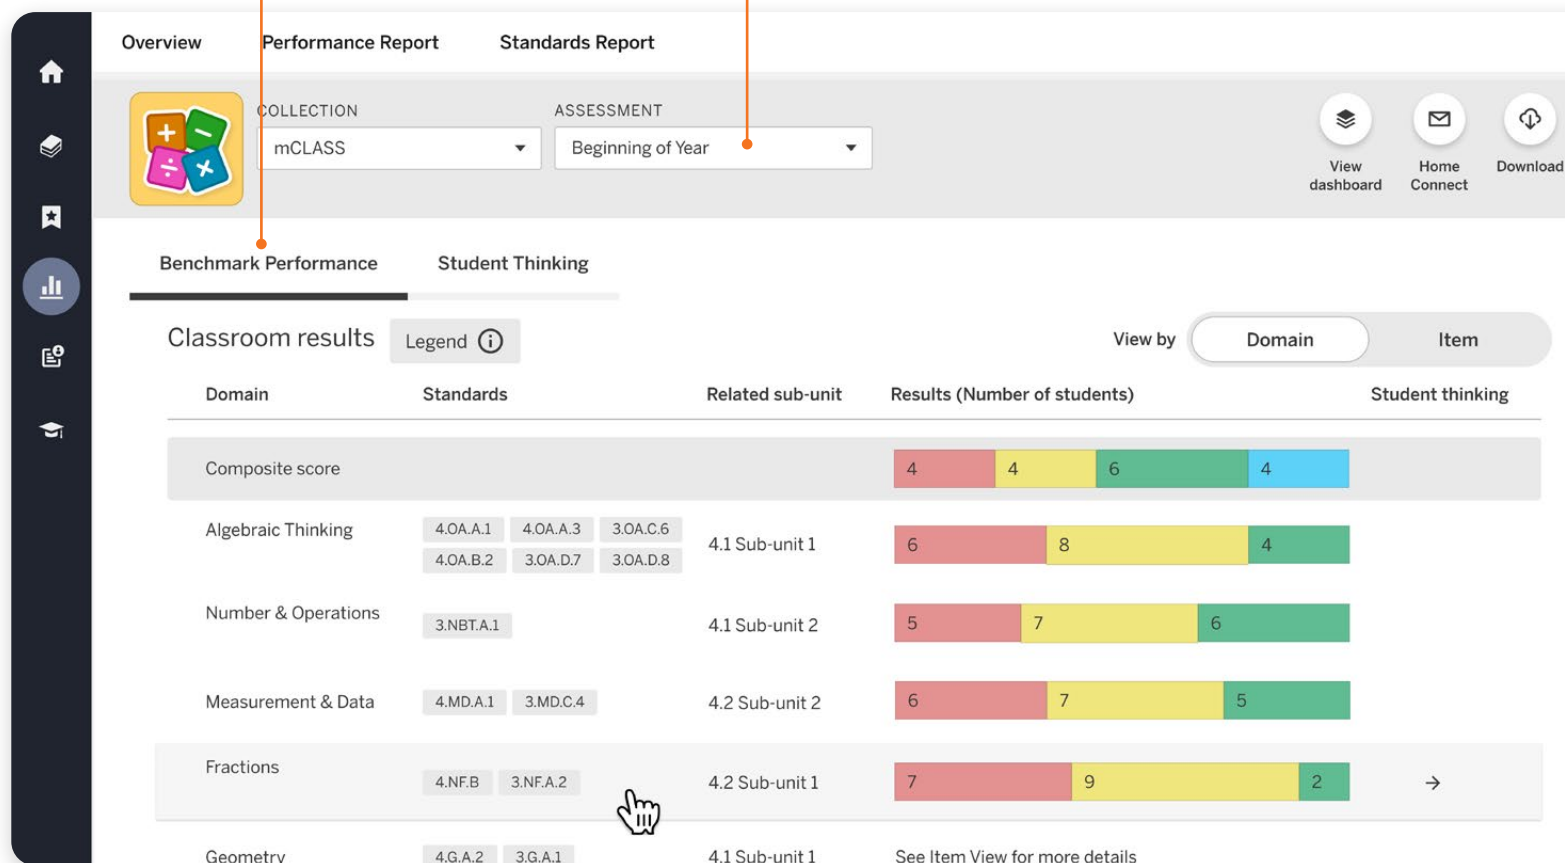 Overview Performance Report Standards Report
COLLECTION ASSESSMENT
mCLASS Beginning of Year
View dashboard
Home Connect
Download
Benchmark Performance Student Thinking
Classroom results Legend View by Domain Item
Domain Standards Related sub-unit Results (Number of students) Student thinking
Composite score 4 4 6 4
Algebraic Thinking 4.OA.A.1 4.OA.A.3 3.OA.C.6 4.1 Sub-unit 1 6 8 4
4.OA.B.2 3.OA.D.7 3.OA.D.8
Number & Operations 3.NBT.A.1 4.1 Sub-unit 2 5 7 6
Measurement & Data 4.MD.A.1 3.MD.C.4 4.2 Sub-unit 2 6 7 5
Fractions 4.NF.B 3.NF.A.2 4.2 Sub-unit 1 7 9 2 →
Geometry 4.G.A.2 3.G.A.1 4.1 Sub-unit 1 See Item View for more details